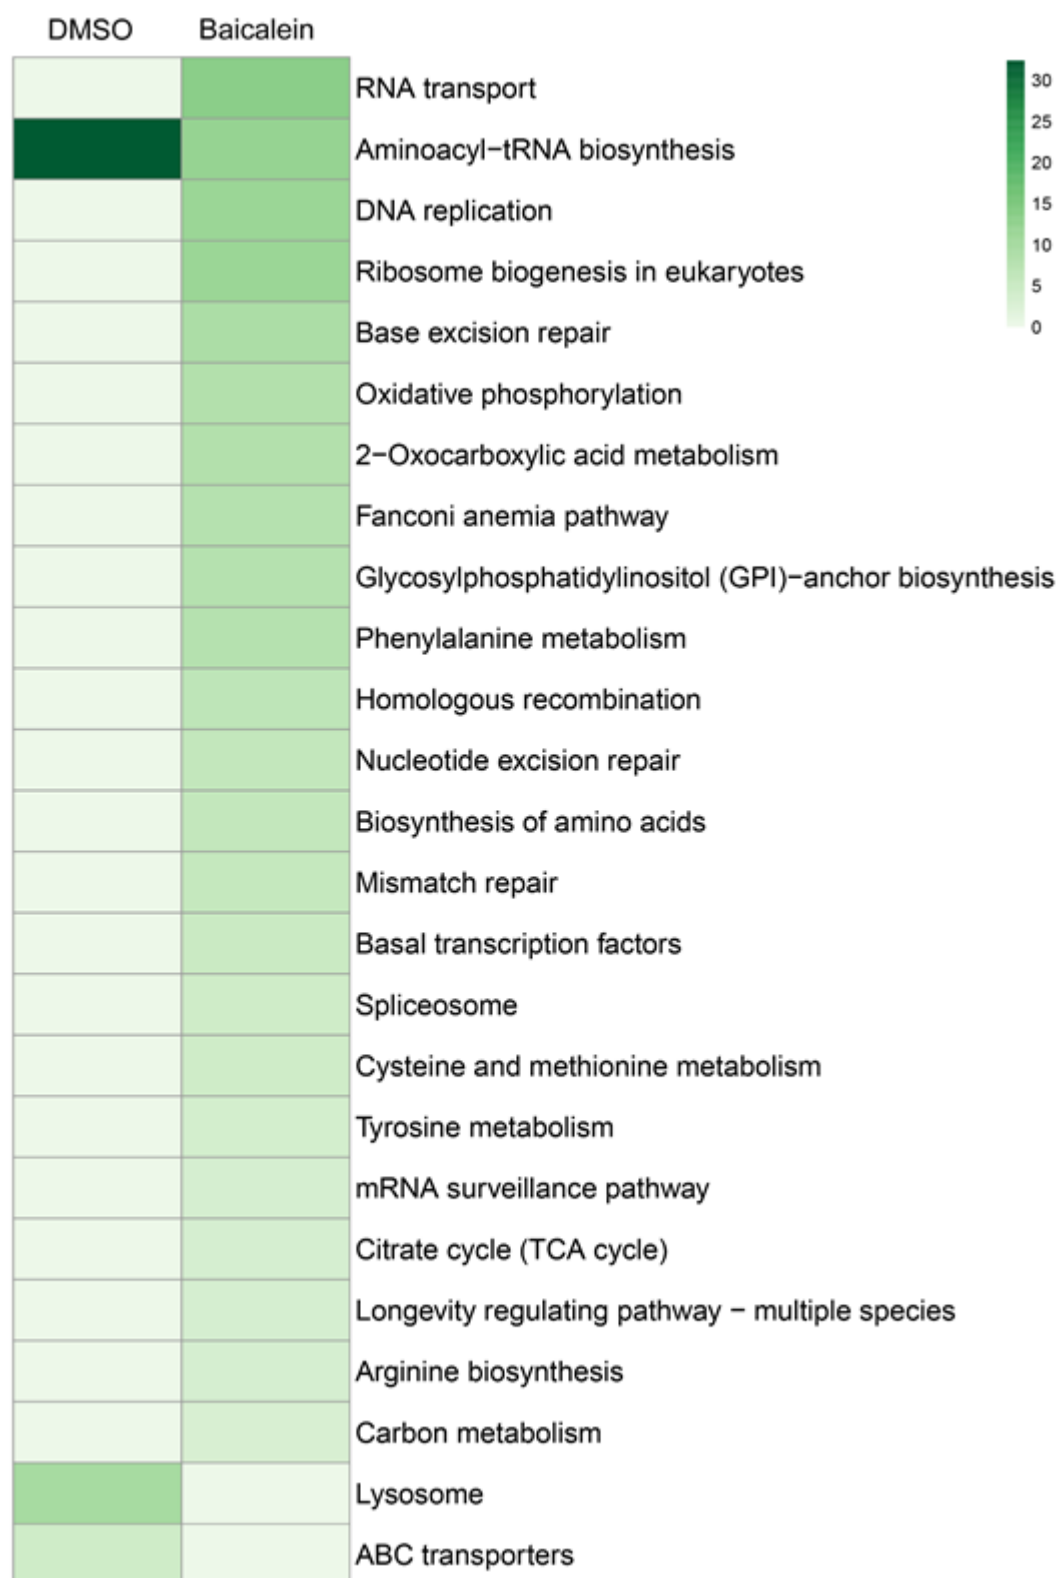 DMSO Baicalein
RNA transport
Aminoacyl−tRNA biosynthesis
DNA replication
Ribosome biogenesis in eukaryotes
Base excision repair
Oxidative phosphorylation
2−Oxocarboxylic acid metabolism
Fanconi anemia pathway
Glycosylphosphatidylinositol (GPI)−anchor biosynthesis
Phenylalanine metabolism
Homologous recombination
Nucleotide excision repair
Biosynthesis of amino acids
Mismatch repair
Basal transcription factors
Spliceosome
Cysteine and methionine metabolism
Tyrosine metabolism
mRNA surveillance pathway
Citrate cycle (TCA cycle)
Longevity regulating pathway − multiple species
Arginine biosynthesis
Carbon metabolism
Lysosome
ABC transporters
30
25
20
15
10
5
0